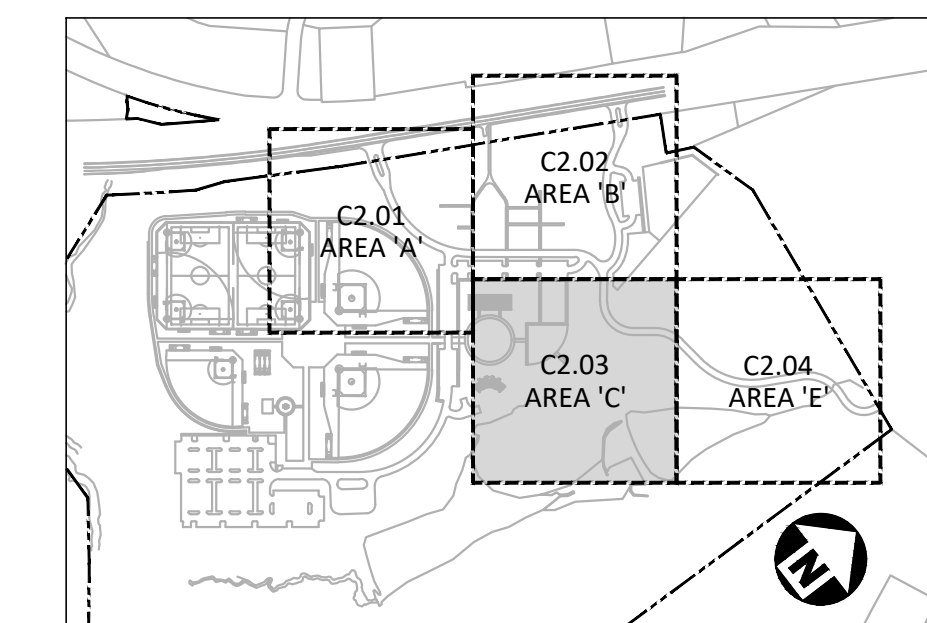 C2.02
AREA 'B'
C2.01
AREA 'A'
C2.03
AREA 'C'
C2.04
AREA 'E'
N